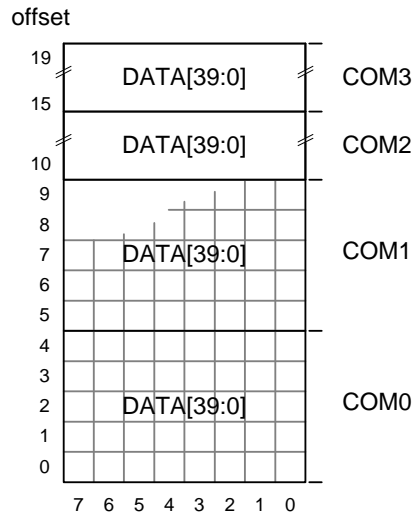 offset
19
DATA[39:0] COM3
15
DATA[39:0] COM2
10
9
8
7 DATA[39:0] COM1
6
5
4
3
2 DATA[39:0] COM0
1
0
7 6 5 4 3 2 1 0